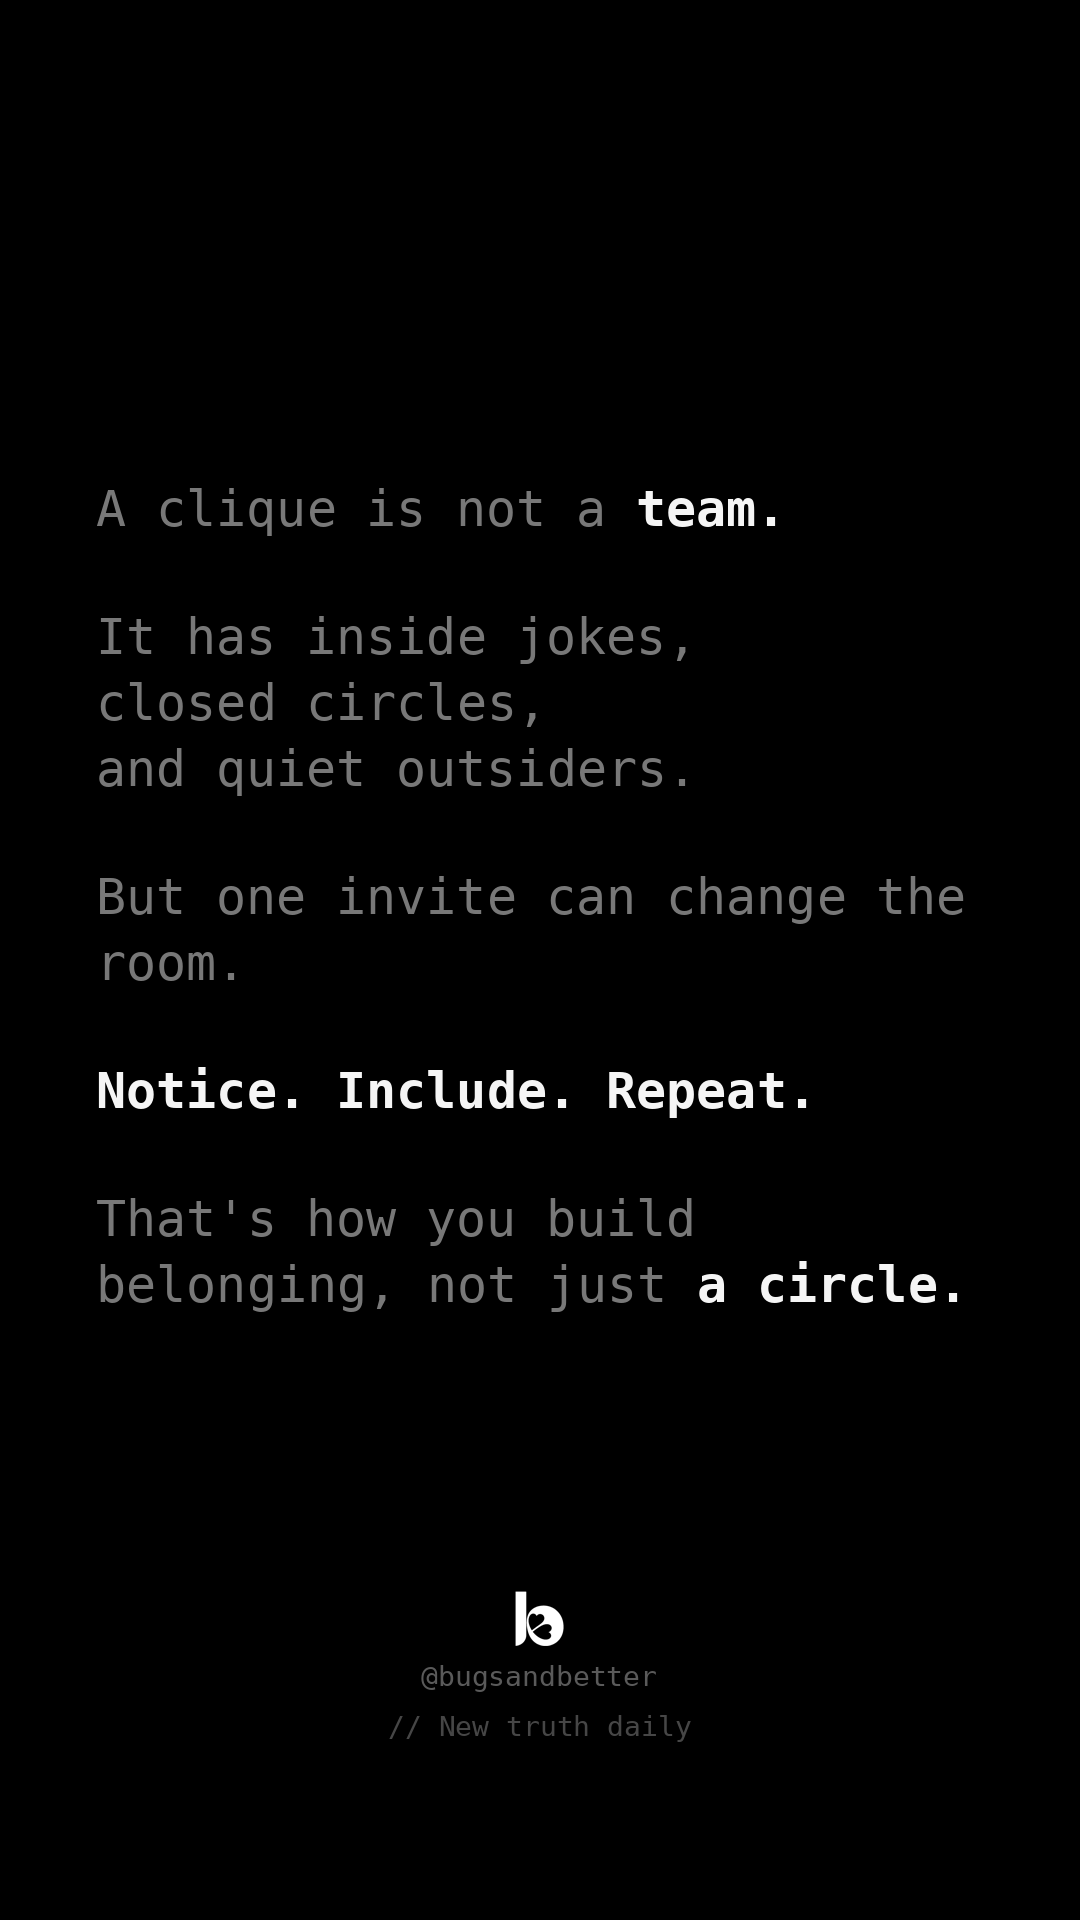 A clique is not a team.
It has inside jokes,
closed circles,
and quiet outsiders.
But one invite can change the
room.
Notice. Include. Repeat.
That's how you build
belonging, not just a circle.
b
@bugsandbetter
// New truth daily